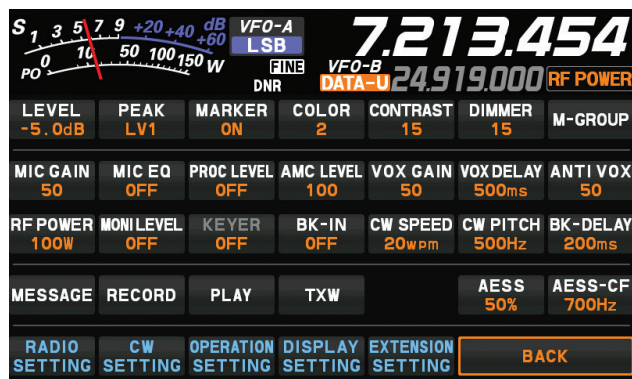 S 1 3 5 7 9 +20 +40 +60 dB
PO 0 10 50 100 150 W
VFO-A
LSB
7.213.454
FINE
DNR
VFO-B
DATA-U
24.919.000
RF POWER
LEVEL PEAK MARKER COLOR CONTRAST DIMMER M-GROUP
-5.0dB LV1 ON 2 15 15
MIC GAIN MIC EQ PROC LEVEL AMC LEVEL VOX GAIN VOX DELAY ANTI VOX
50 OFF OFF 100 50 500ms 50
RF POWER MONI LEVEL KEYER BK-IN CW SPEED CW PITCH BK-DELAY
100W OFF OFF OFF 20wpm 500Hz 200ms
MESSAGE RECORD PLAY TXW AESS AESS-CF
50% 700Hz
RADIO CW OPERATION DISPLAY EXTENSION
SETTING SETTING SETTING SETTING SETTING
BACK